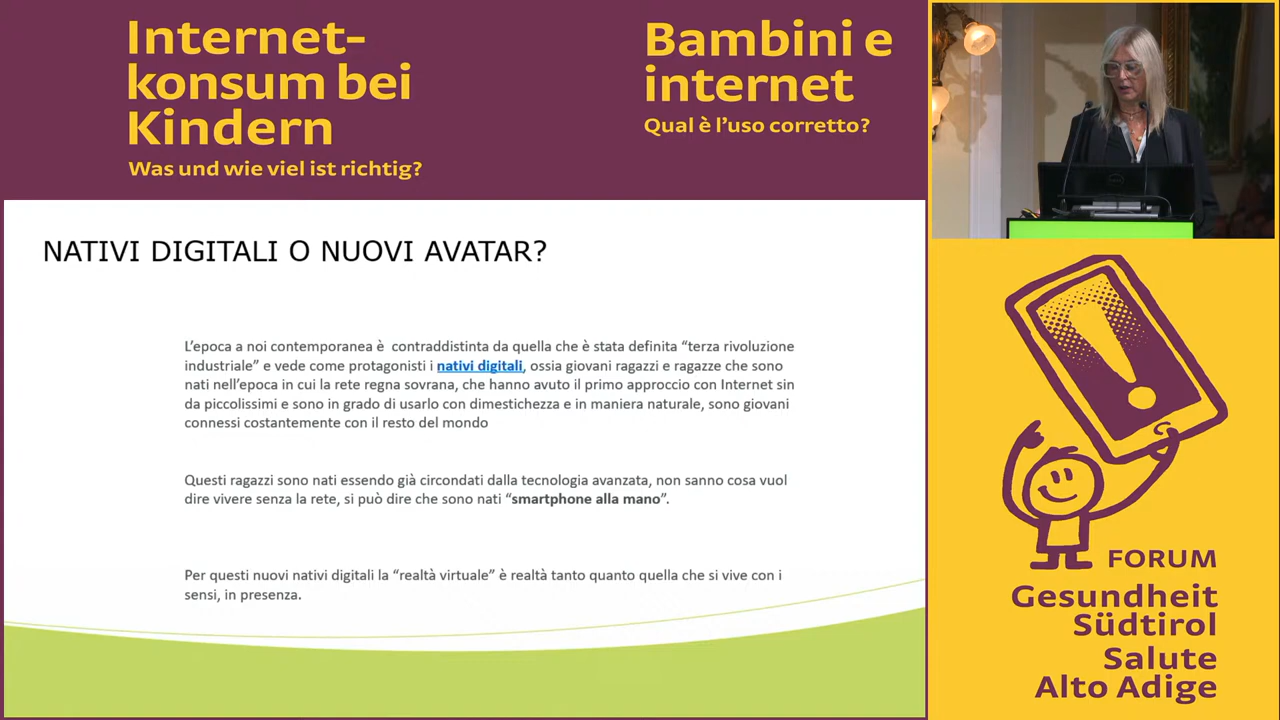 Internet-
konsum bei
Kindern
Was und wie viel ist richtig?
Bambini e
internet
Qual è l'uso corretto?
NATIVI DIGITALI O NUOVI AVATAR?
L'epoca a noi contemporanea è  contraddistinta da quella che è stata definita “terza rivoluzione
industriale” e vede come protagonisti i nativi digitali, ossia giovani ragazzi e ragazze che sono
nati nell'epoca in cui la rete regna sovrana, che hanno avuto il primo approccio con Internet sin
da piccolissimi e sono in grado di usarlo con dimestichezza e in maniera naturale, sono giovani
connessi costantemente con il resto del mondo
Questi ragazzi sono nati essendo già circondati dalla tecnologia avanzata, non sanno cosa vuol
dire vivere senza la rete, si può dire che sono nati “smartphone alla mano”.
Per questi nuovi nativi digitali la “realtà virtuale” è realtà tanto quanto quella che si vive con i
sensi, in presenza.
FORUM
Gesundheit
Südtirol
Salute
Alto Adige